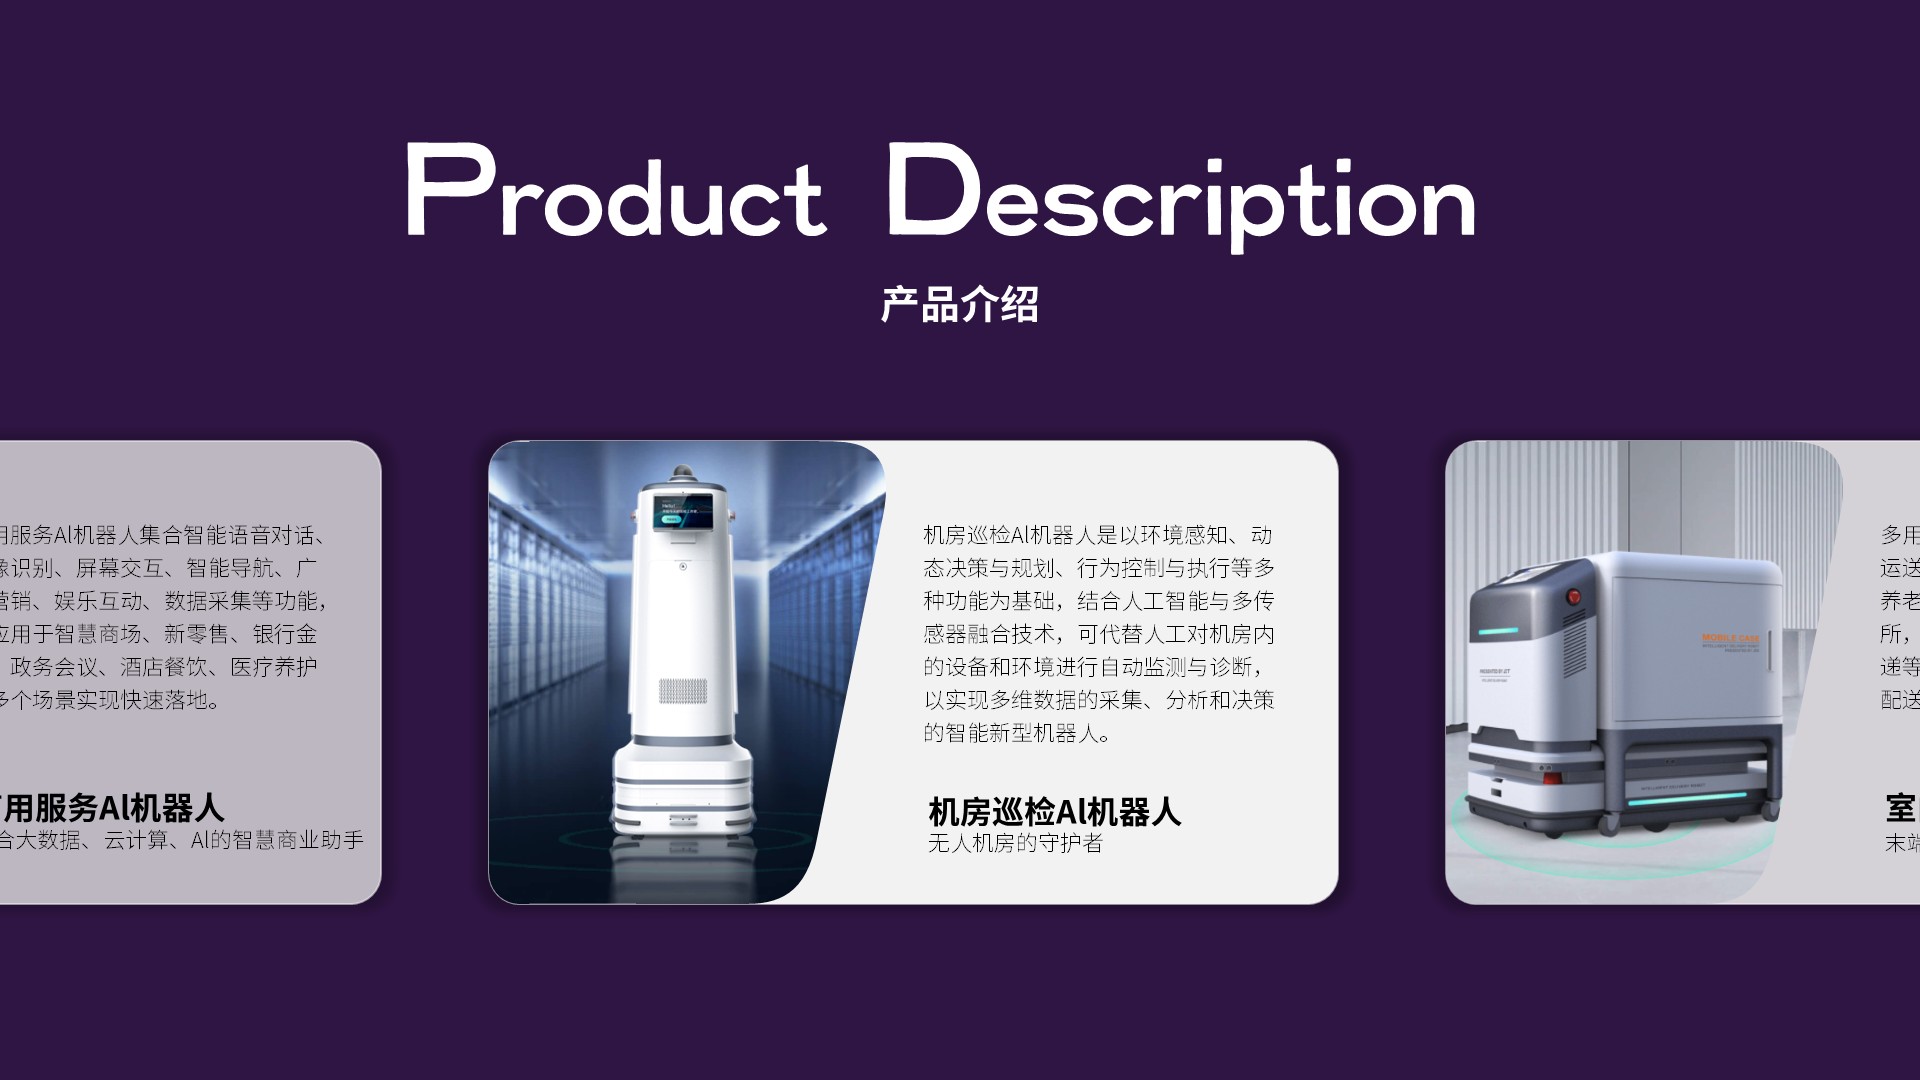 Product Description
产品介绍
用服务AI机器人集合智能语音对话、
像识别、屏幕交互、智能导航、广
营销、娱乐互动、数据采集等功能，
应用于智慧商场、新零售、银行金
、政务会议、酒店餐饮、医疗养护
多个场景实现快速落地。
用服务AI机器人
合大数据、云计算、AI的智慧商业助手
Hello!
机房巡检AI机器人是以环境感知、动
态决策与规划、行为控制与执行等多
种功能为基础，结合人工智能与多传
感器融合技术，可代替人工对机房内
的设备和环境进行自动监测与诊断，
以实现多维数据的采集、分析和决策
的智能新型机器人。
机房巡检AI机器人
无人机房的守护者
MOBILE CASE
多用
运送
养老
所，
递等
配送
室
末端